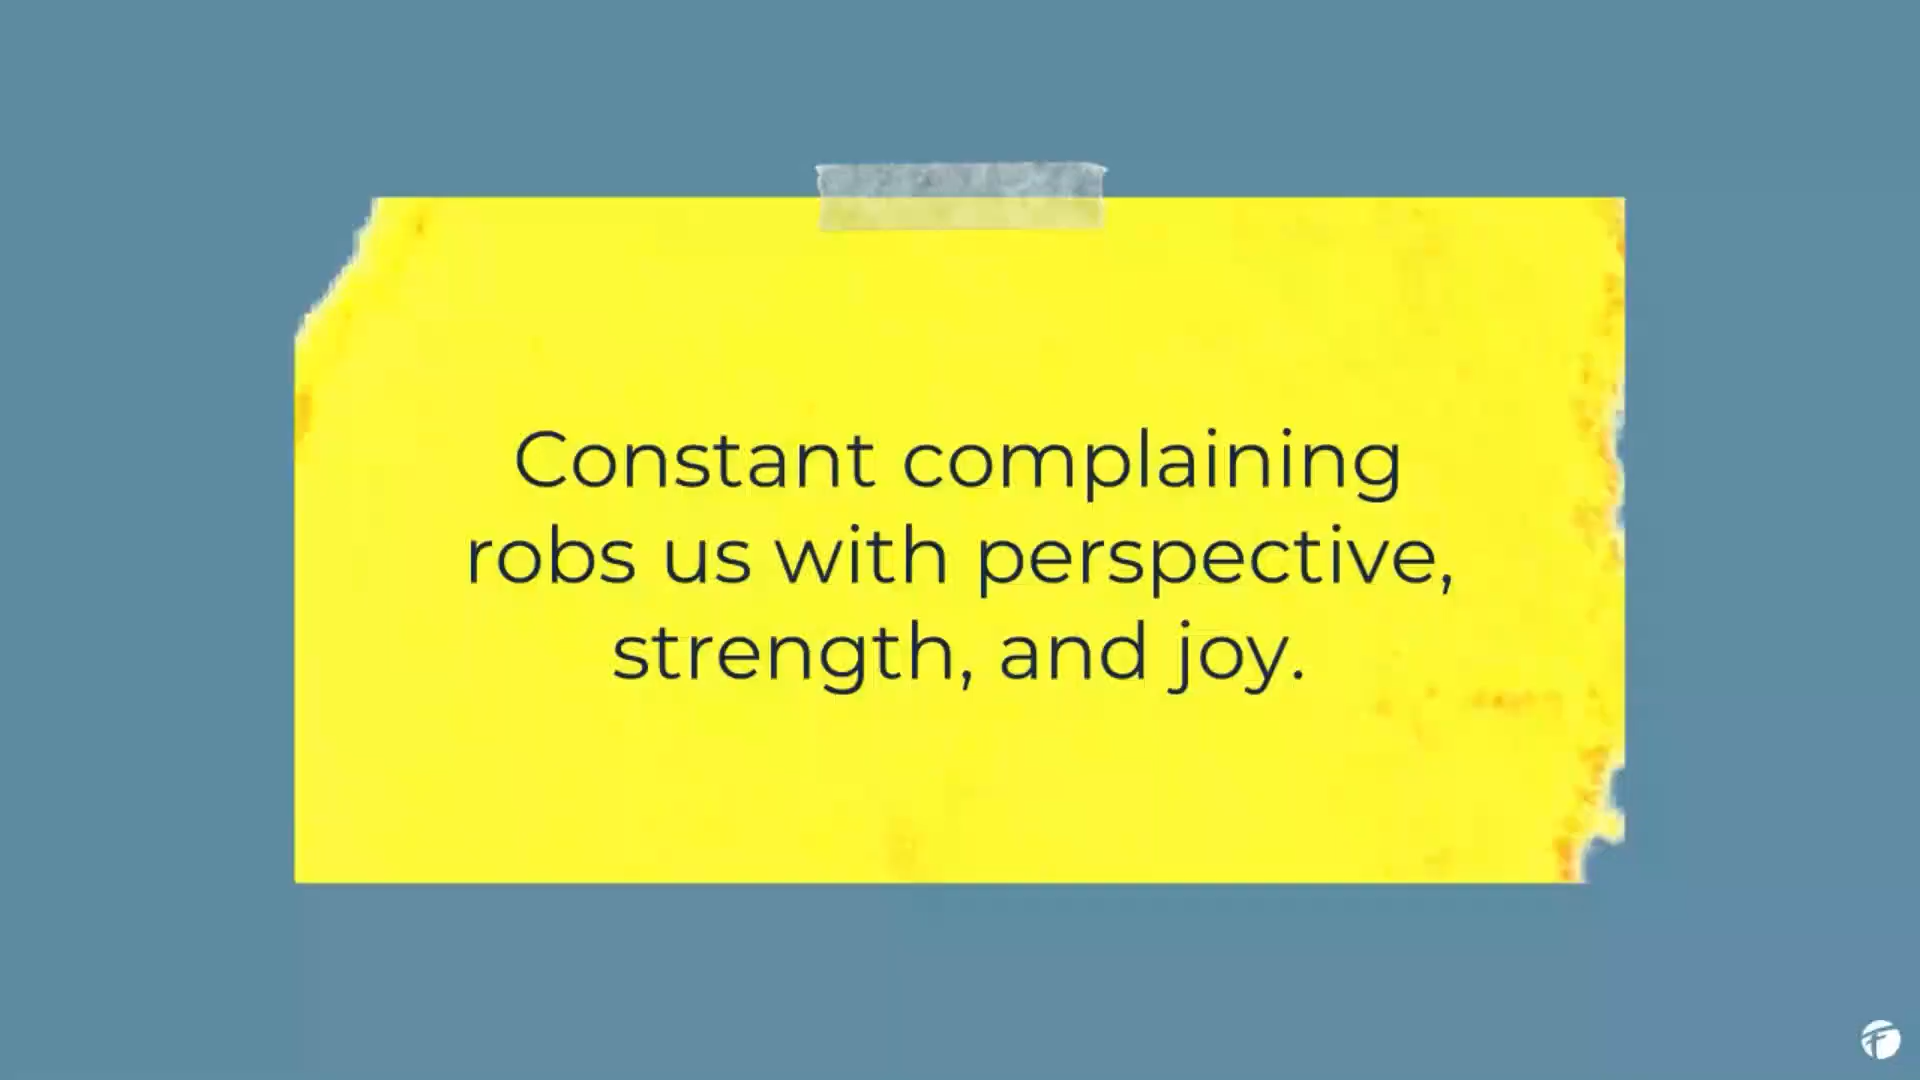 Constant complaining
robs us with perspective,
strength, and joy.